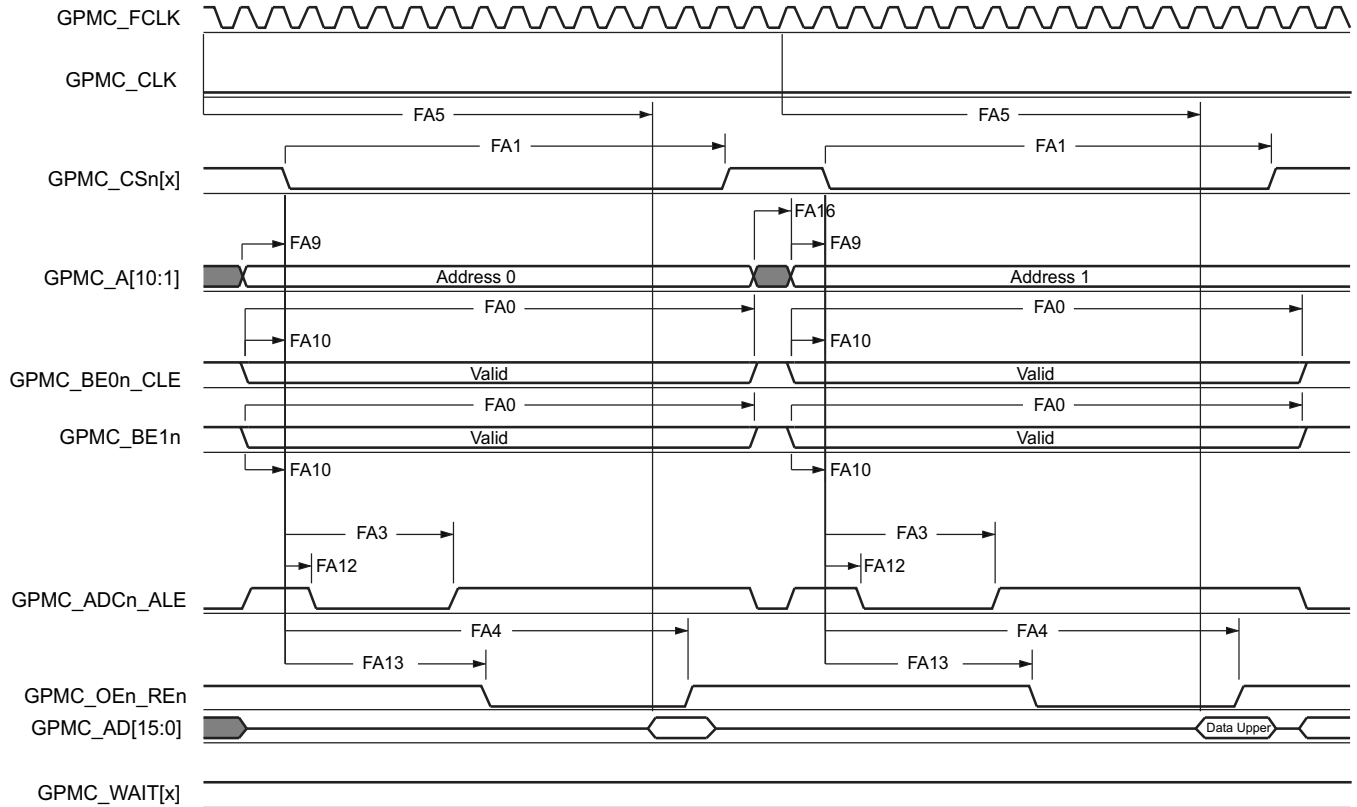 GPMC_FCLK
GPMC_CLK
FA5
FA5
FA1
FA1
GPMC_CSn[x]
FA16
FA9
FA9
GPMC_A[10:1]
Address 0
Address 1
FA0
FA0
FA10
FA10
GPMC_BE0n_CLE
Valid
Valid
FA0
FA0
GPMC_BE1n
Valid
Valid
FA10
FA10
FA3
FA3
FA12
FA12
GPMC_ADCn_ALE
FA4
FA4
FA13
FA13
GPMC_OEn_REn
GPMC_AD[15:0]
Data Upper
GPMC_WAIT[x]